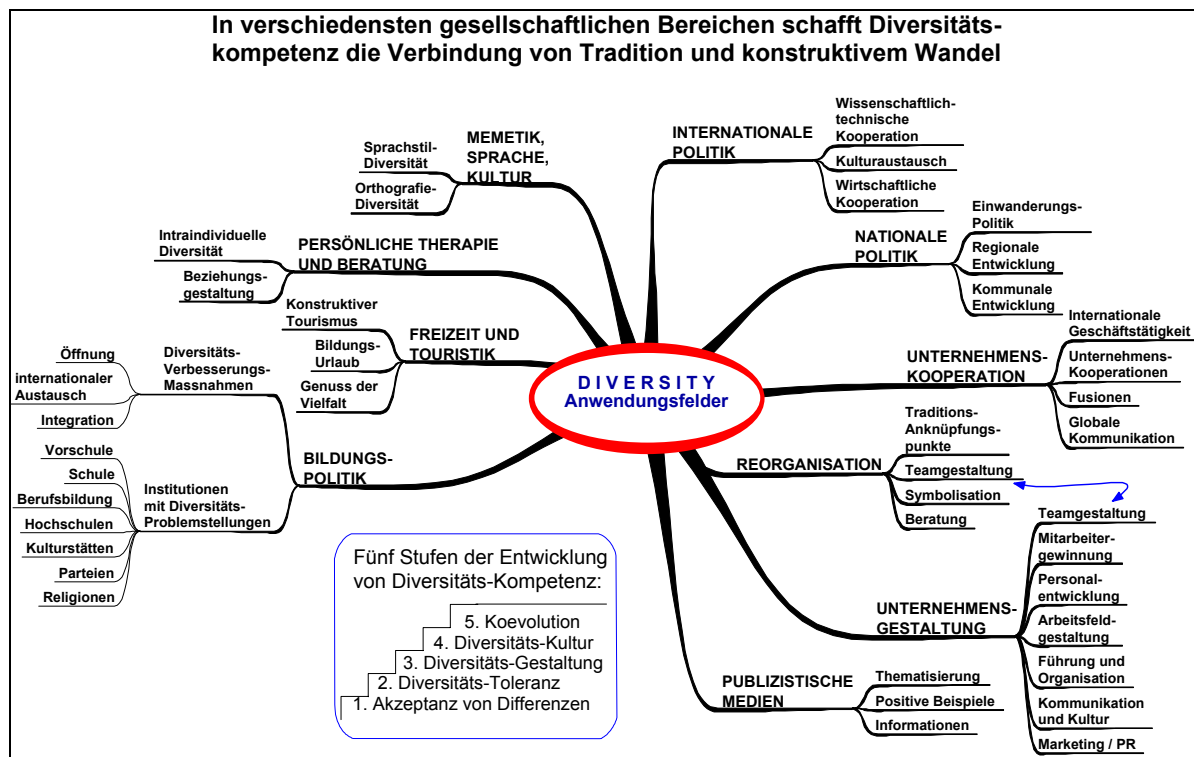 In verschiedensten gesellschaftlichen Bereichen schafft Diversitäts-
kompetenz die Verbindung von Tradition und konstruktivem Wandel
DIVERSITY
Anwendungsfelder
MEMETIK,
SPRACHE,
KULTUR
Sprachstil-
Diversität
Orthografie-
Diversität
PERSÖNLICHE THERAPIE
UND BERATUNG
Intraindividuelle
Diversität
Beziehungs-
gestaltung
FREIZEIT UND
TOURISTIK
Konstruktiver
Tourismus
Bildungs-
Urlaub
Genuss der
Vielfalt
BILDUNGS-
POLITIK
Diversitäts-
Verbesserungs-
Massnahmen
Öffnung
internationaler
Austausch
Integration
Institutionen
mit Diversitäts-
Problemstellungen
Vorschule
Schule
Berufsbildung
Hochschulen
Kulturstätten
Parteien
Religionen
INTERNATIONALE
POLITIK
Wissenschaftlich-
technische
Kooperation
Kulturaustausch
Wirtschaftliche
Kooperation
NATIONALE
POLITIK
Einwanderungs-
Politik
Regionale
Entwicklung
Kommunale
Entwicklung
UNTERNEHMENS-
KOOPERATION
Internationale
Geschäftstätigkeit
Unternehmens-
Kooperationen
Fusionen
Globale
Kommunikation
REORGANISATION
Traditions-
Anknüpfungs-
punkte
Teamgestaltung
Symbolisation
Beratung
UNTERNEHMENS-
GESTALTUNG
Teamgestaltung
Mitarbeiter-
gewinnung
Personal-
entwicklung
Arbeitsfeld-
gestaltung
Führung und
Organisation
Kommunikation
und Kultur
Marketing / PR
PUBLIZISTISCHE
MEDIEN
Thematisierung
Positive Beispiele
Informationen
Fünf Stufen der Entwicklung
von Diversitäts-Kompetenz:
5. Koevolution
4. Diversitäts-Kultur
3. Diversitäts-Gestaltung
2. Diversitäts-Toleranz
1. Akzeptanz von Differenzen